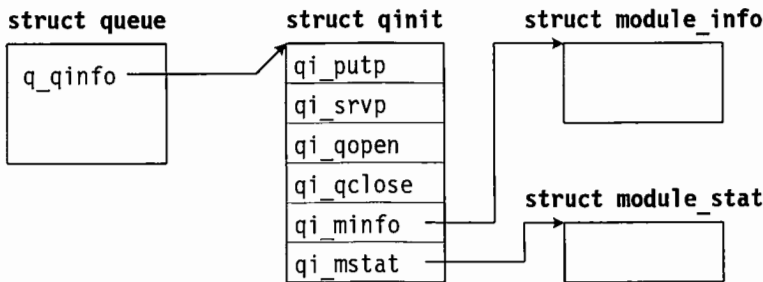 struct queue
q_qinfo
struct qinit
qi_putp
qi_srvp
qi_qopen
qi_qclose
qi_minfo
qi_mstat
struct module_info
struct module_stat